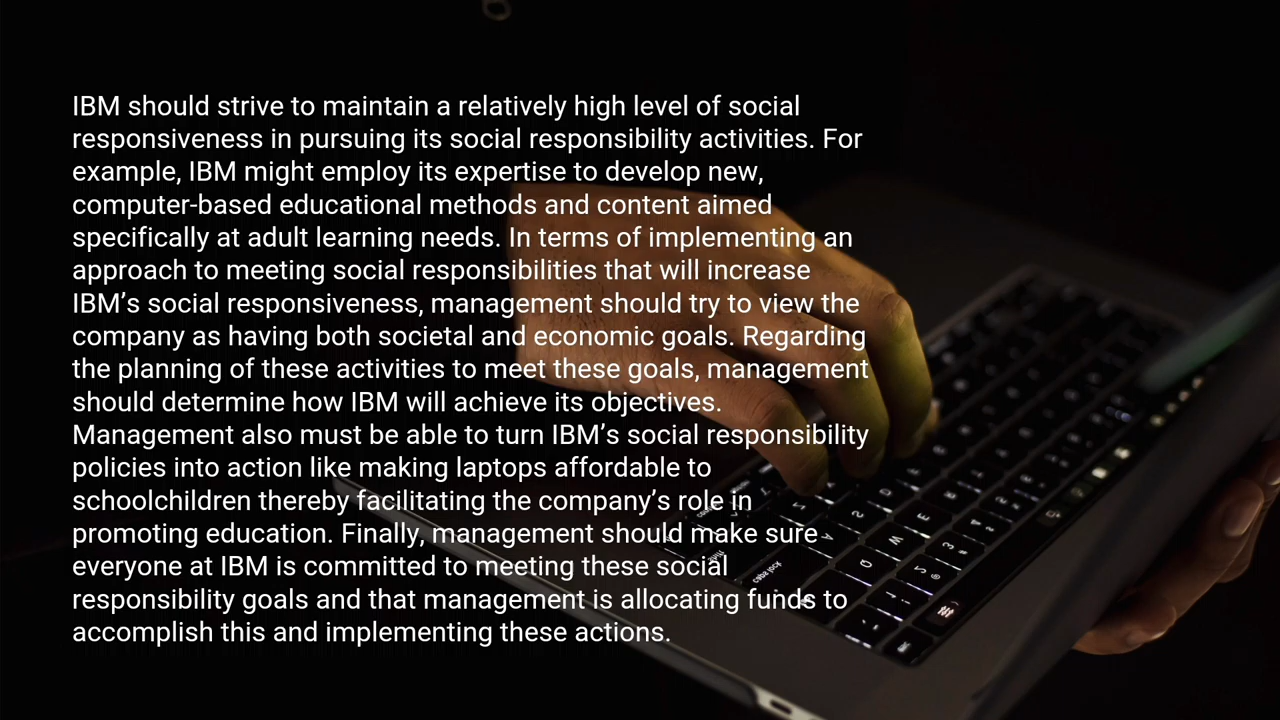 IBM should strive to maintain a relatively high level of social
responsiveness in pursuing its social responsibility activities. For
example, IBM might employ its expertise to develop new,
computer-based educational methods and content aimed
specifically at adult learning needs. In terms of implementing an
approach to meeting social responsibilities that will increase
IBM’s social responsiveness, management should try to view the
company as having both societal and economic goals. Regarding
the planning of these activities to meet these goals, management
should determine how IBM will achieve its objectives.
Management also must be able to turn IBM’s social responsibility
policies into action like making laptops affordable to
schoolchildren thereby facilitating the company’s role in
promoting education. Finally, management should make sure
everyone at IBM is committed to meeting these social
responsibility goals and that management is allocating funds to
accomplish this and implementing these actions.